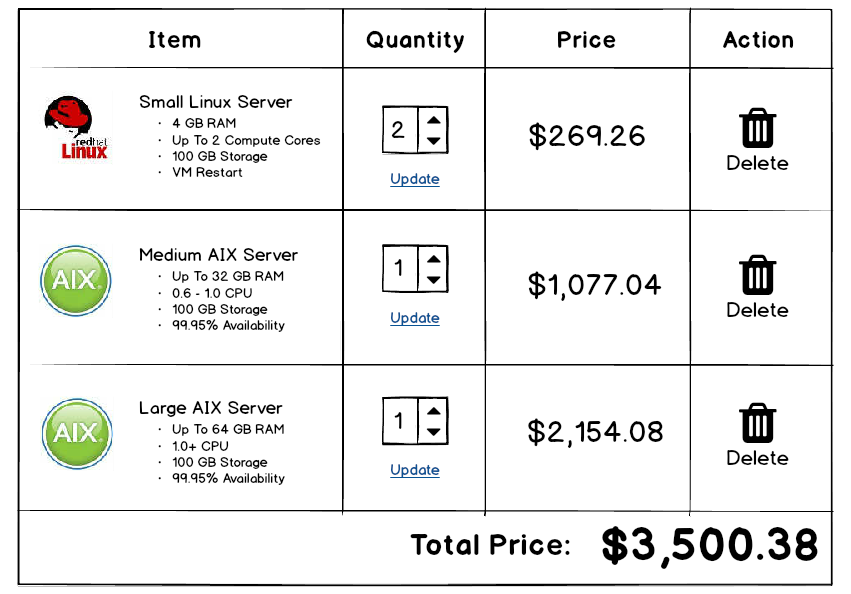 Item Quantity Price Action
Small Linux Server
· 4 GB RAM
· Up To 2 Compute Cores
· 100 GB Storage
· VM Restart
redhat
Linux
2
Update
$269.26
Delete
Medium AIX Server
· Up To 32 GB RAM
· 0.6 - 1.0 CPU
· 100 GB Storage
· 99.95% Availability
AIX
1
Update
$1,077.04
Delete
Large AIX Server
· Up To 64 GB RAM
· 1.0+ CPU
· 100 GB Storage
· 99.95% Availability
AIX
1
Update
$2,154.08
Delete
Total Price: $3,500.38